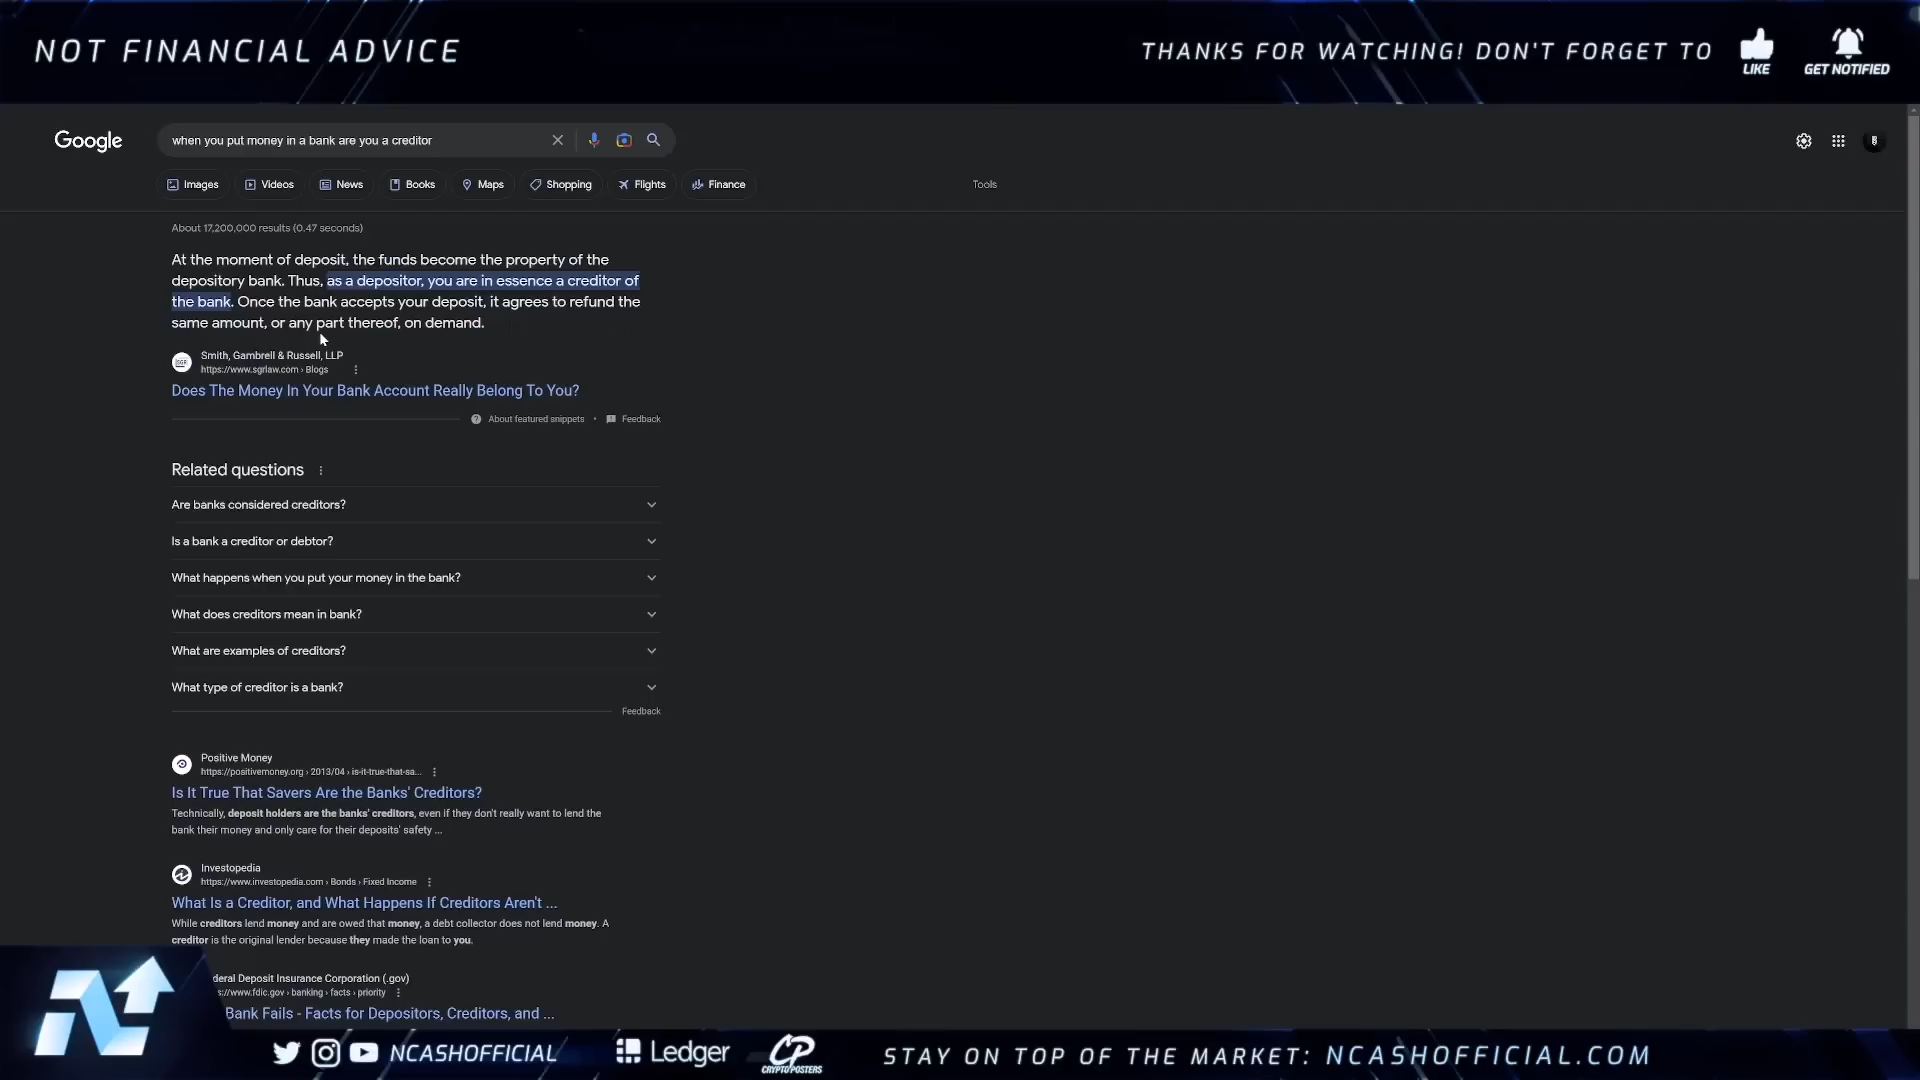 NOT FINANCIAL ADVICE
THANKS FOR WATCHING! DON'T FORGET TO
LIKE
GET NOTIFIED
Google
when you put money in a bank are you a creditor
Images
Videos
News
Books
Maps
Shopping
Flights
Finance
Tools
About 17,200,000 results (0.47 seconds)
At the moment of deposit, the funds become the property of the
depository bank. Thus, as a depositor, you are in essence a creditor of
the bank. Once the bank accepts your deposit, it agrees to refund the
same amount, or any part thereof, on demand.
SGR
Smith, Gambrell & Russell, LLP
https://www.sgrlaw.com › Blogs
Does The Money In Your Bank Account Really Belong To You?
About featured snippets • Feedback
Related questions
Are banks considered creditors?
Is a bank a creditor or debtor?
What happens when you put your money in the bank?
What does creditors mean in bank?
What are examples of creditors?
What type of creditor is a bank?
Feedback
Positive Money
https://positivemoney.org › 2013/04 › is-it-true-that-sa...
Is It True That Savers Are the Banks' Creditors?
Technically, deposit holders are the banks' creditors, even if they don't really want to lend the
bank their money and only care for their deposits' safety ...
Investopedia
https://www.investopedia.com › Bonds › Fixed Income
What Is a Creditor, and What Happens If Creditors Aren't ...
While creditors lend money and are owed that money, a debt collector does not lend money. A
creditor is the original lender because they made the loan to you.
deral Deposit Insurance Corporation (.gov)
s://www.fdic.gov › banking › facts › priority
Bank Fails - Facts for Depositors, Creditors, and ...
NCASHOFFICIAL
Ledger
CP
CRYPTOPOSTERS
STAY ON TOP OF THE MARKET: NCASHOFFICIAL.COM